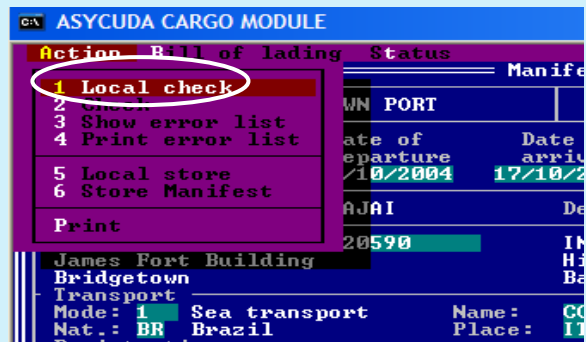 ASYCUDA CARGO MODULE
Action Bill of lading Status
1 Local check
2 Check
3 Show error list
4 Print error list
5 Local store
6 Store Manifest
Print
Manife
WN PORT
ate of Date
eparture arriv
/10/2004 17/10/2
AJAI De
20590 IN
James Fort Building Hi
Bridgetown Ba
Transport
Mode: 1 Sea transport Name: CO
Nat.: BR Brazil Place: IT